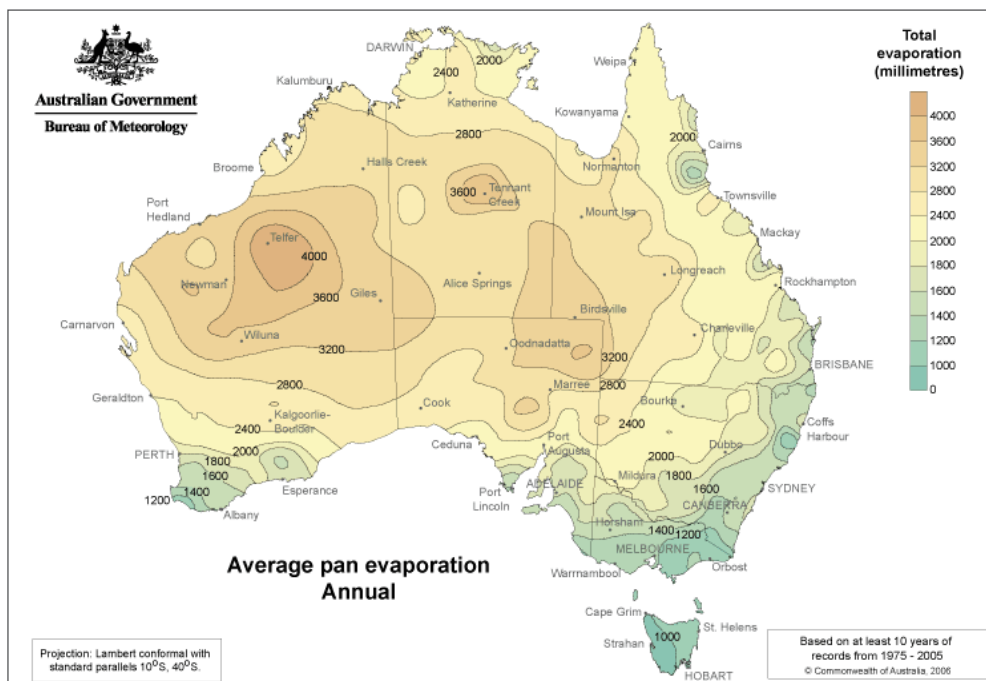 Australian Government
Bureau of Meteorology
Total
evaporation
(millimetres)
4000
3600
3200
2800
2400
2000
1800
1600
1400
1200
1000
0
DARWIN
2000
2400
Weipa
Kalumburu
Katherine
Kowanyama
2800
2000
Cairns
Broome
Halls Creek
Normanton
3600
Tennant
Creek
Townsville
Port
Hedland
Mount Isa
Mackay
Telfer
4000
Newman
Alice Springs
Longreach
Rockhampton
3600
Giles
Birdsville
Carnarvon
Wiluna
Charleville
3200
Oodnadatta
3200
BRISBANE
2800
Marree
2800
Geraldton
Cook
Bourke
Kalgoorlie-
Boulder
2400
2400
Coffs
Harbour
2400
2000
Ceduna
Port
Augusta
Dubbo
PERTH
1800
2000
1600
Mildura
1800
1200
1400
Esperance
Port
Lincoln
ADELAIDE
1600
SYDNEY
Albany
CANBERRA
Horsham
1400
1200
MELBOURNE
Orbost
Warrnambool
Average pan evaporation
Annual
Cape Grim
St. Helens
Strahan
1000
HOBART
Projection: Lambert conformal with
standard parallels 10°S, 40°S.
Based on at least 10 years of
records from 1975 - 2005
© Commonwealth of Australia, 2006